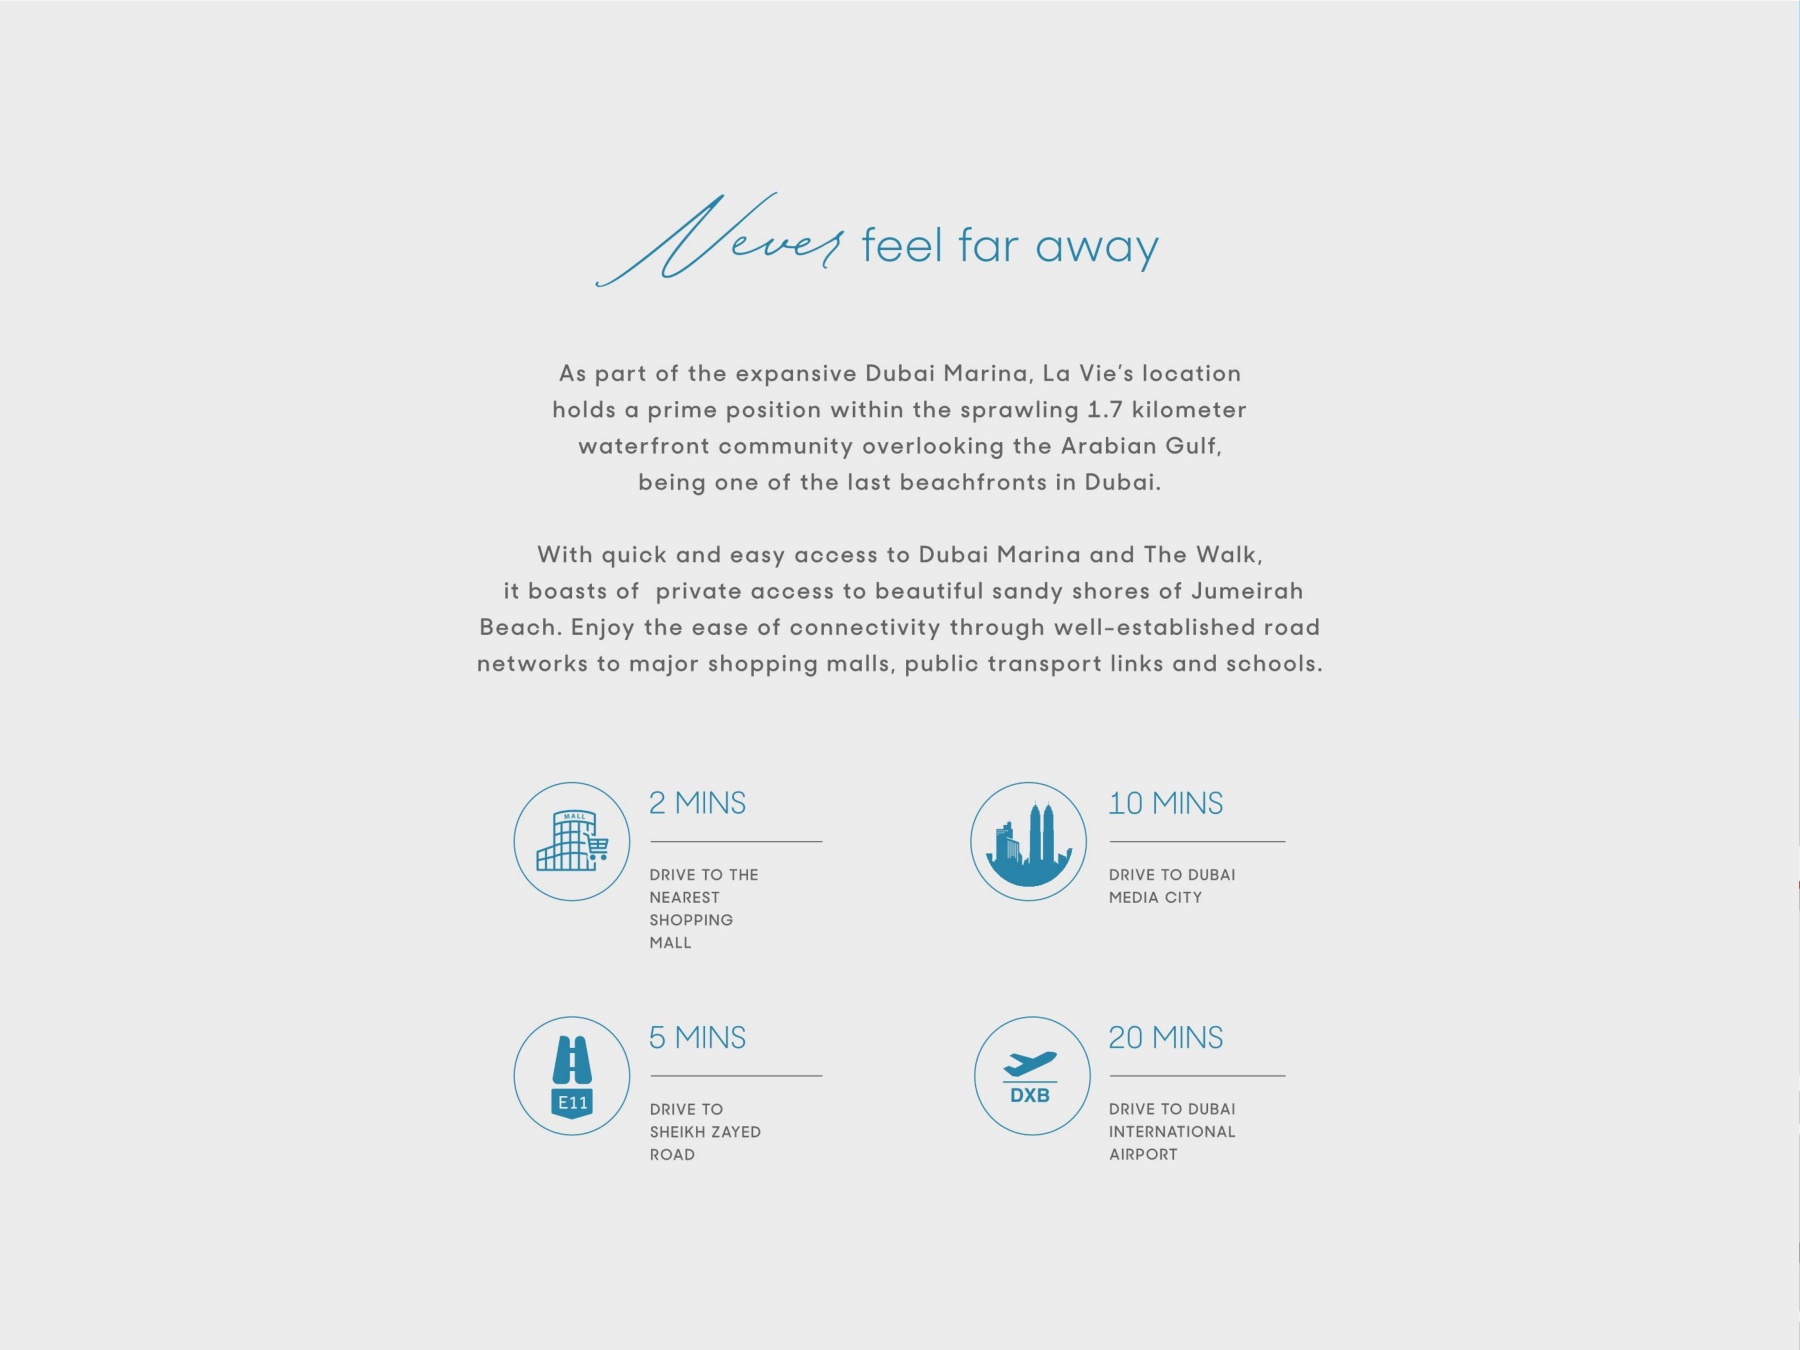 Never feel far away
As part of the expansive Dubai Marina, La Vie's location
holds a prime position within the sprawling 1.7 kilometer
waterfront community overlooking the Arabian Gulf,
being one of the last beachfronts in Dubai.
With quick and easy access to Dubai Marina and The Walk,
it boasts of  private access to beautiful sandy shores of Jumeirah
Beach. Enjoy the ease of connectivity through well-established road
networks to major shopping malls, public transport links and schools.
MALL
2 MINS
DRIVE TO THE
NEAREST
SHOPPING
MALL
10 MINS
DRIVE TO DUBAI
MEDIA CITY
E11
5 MINS
DRIVE TO
SHEIKH ZAYED
ROAD
DXB
20 MINS
DRIVE TO DUBAI
INTERNATIONAL
AIRPORT